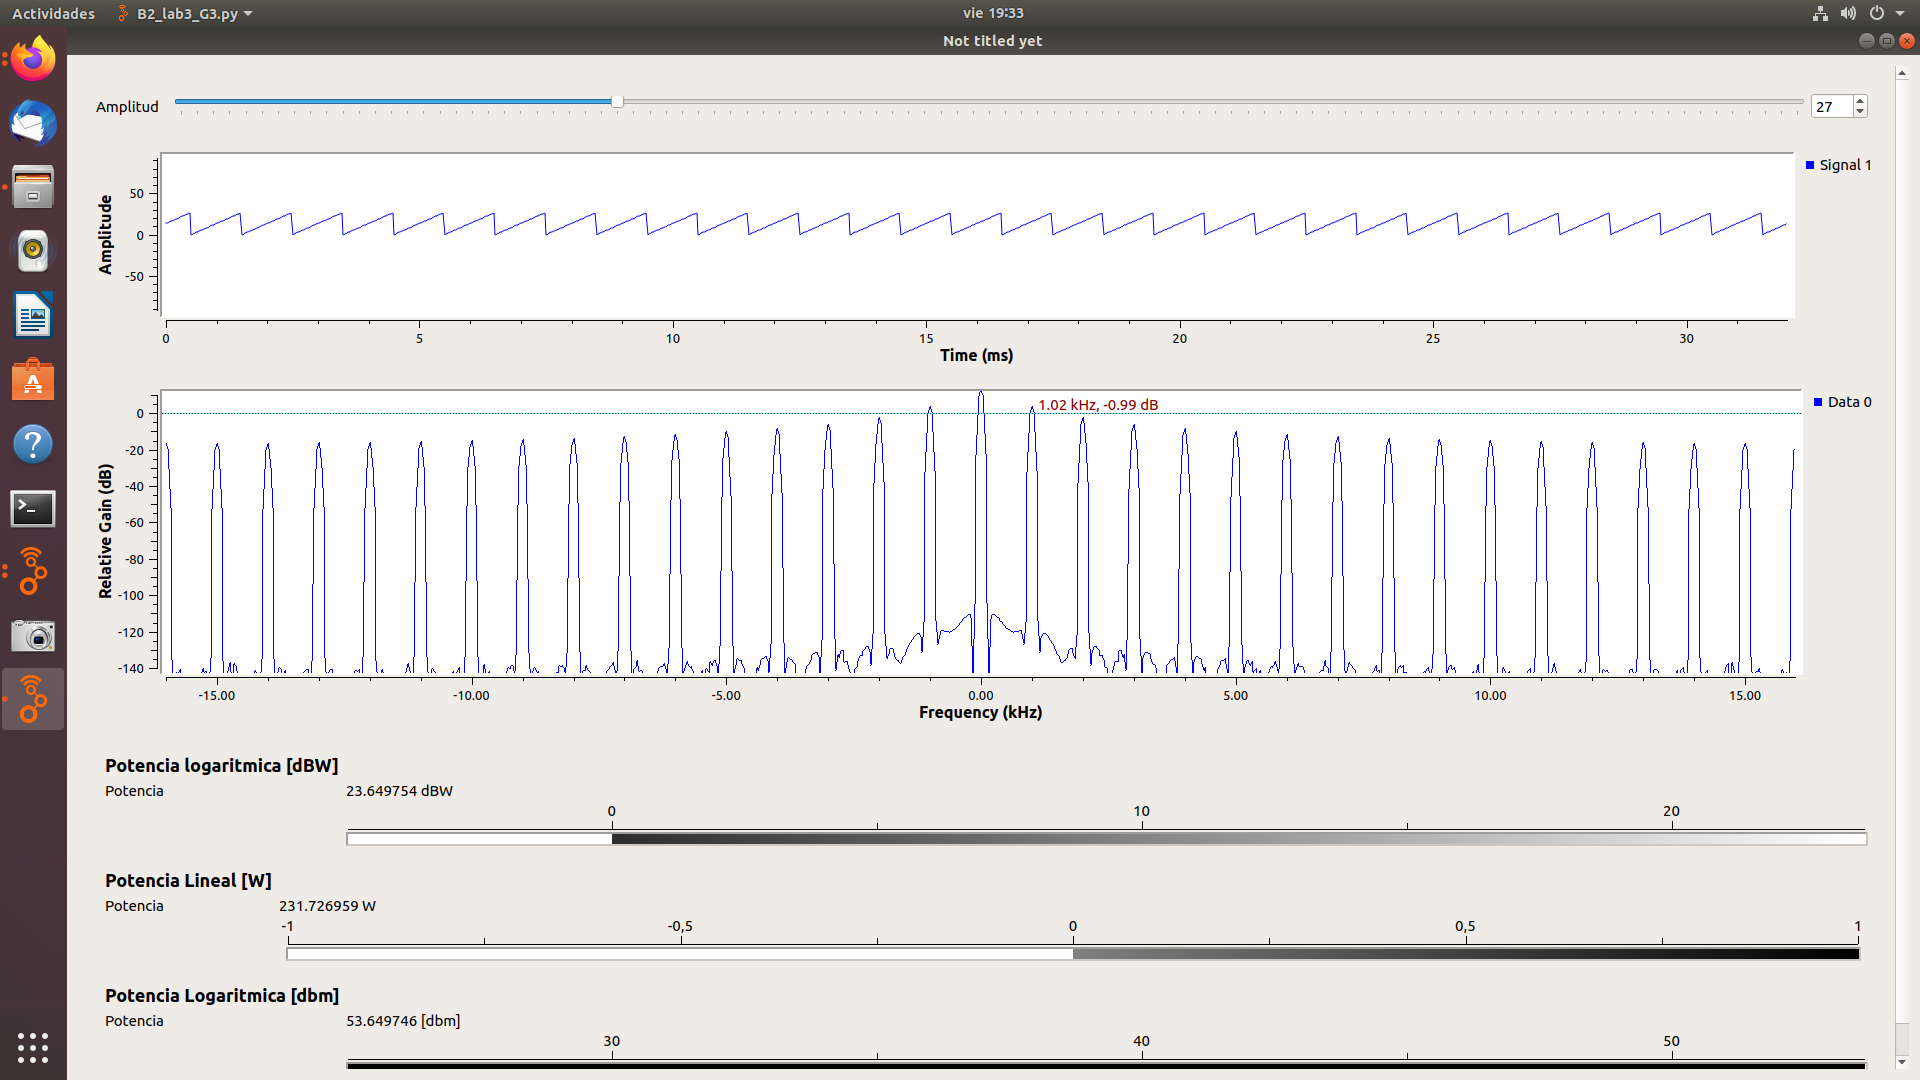 Actividades B2_lab3_G3.py vie 19:33
Not titled yet
Amplitud 27
Signal 1
Amplitude
50
0
-50
0 5 10 15 20 25 30
Time (ms)
1.02 kHz, -0.99 dB
Data 0
Relative Gain (dB)
0
-20
-40
-60
-80
-100
-120
-140
-15.00 -10.00 -5.00 0.00 5.00 10.00 15.00
Frequency (kHz)
Potencia logaritmica [dBW]
Potencia 23.649754 dBW
0 10 20
Potencia Lineal [W]
Potencia 231.726959 W
-1 -0,5 0 0,5 1
Potencia Logaritmica [dbm]
Potencia 53.649746 [dbm]
30 40 50